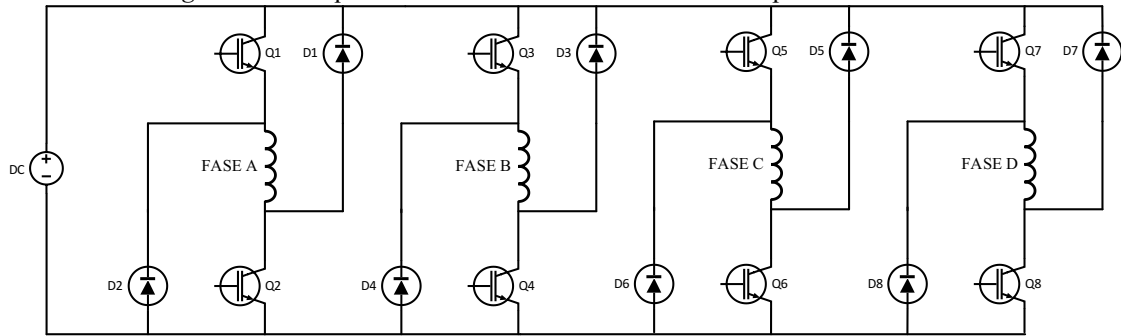 Q1 D1 Q3 D3 Q5 D5 Q7 D7
DC + − FASE A FASE B FASE C FASE D
D2 Q2 D4 Q4 D6 Q6 D8 Q8